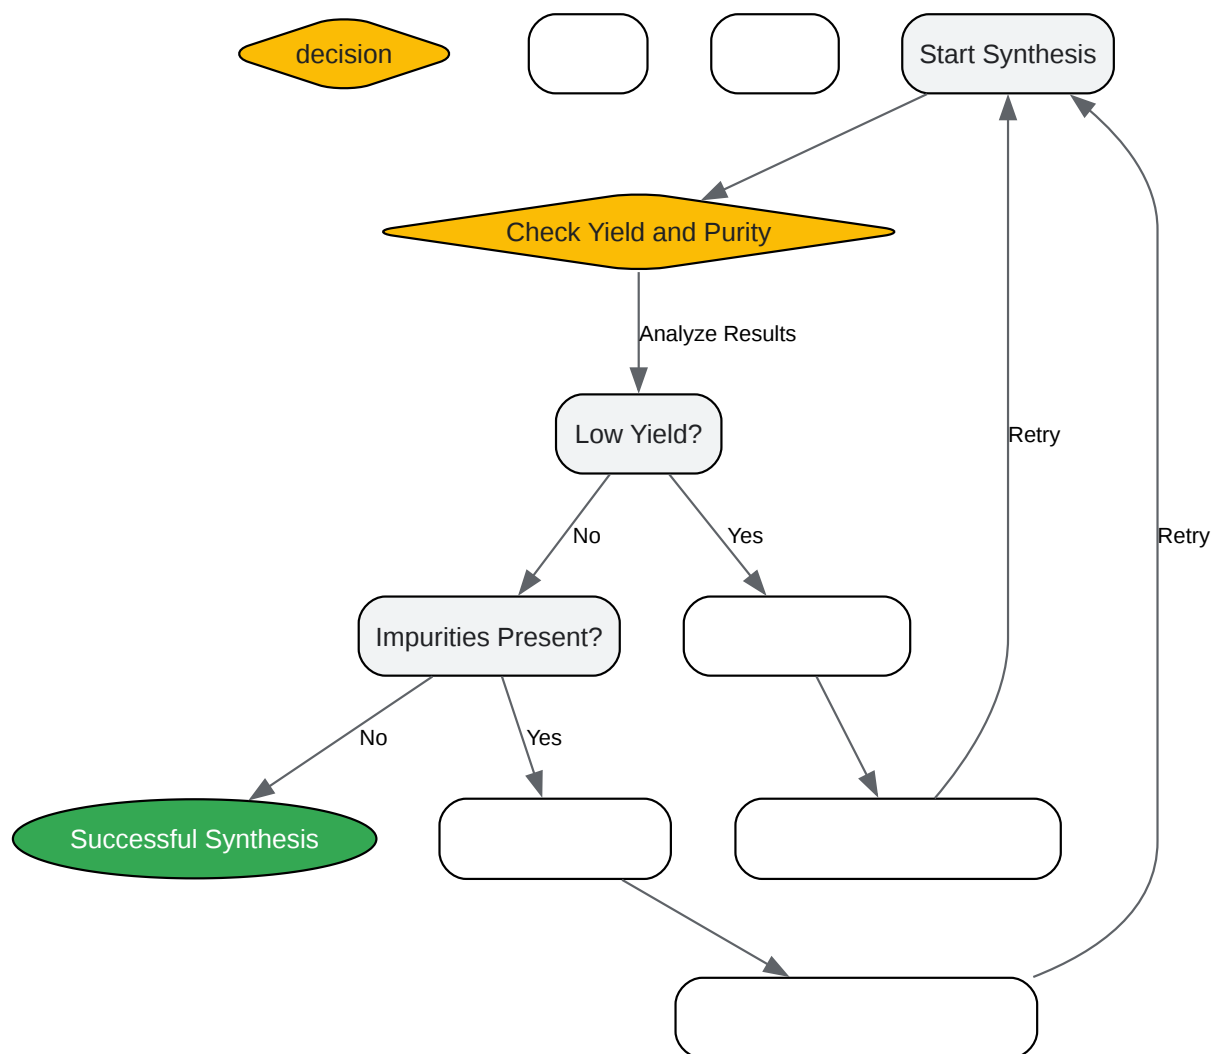 decision
Start Synthesis
Check Yield and Purity
Analyze Results
Low Yield?
Retry
No
Yes
Retry
Impurities Present?
No
Yes
Successful Synthesis